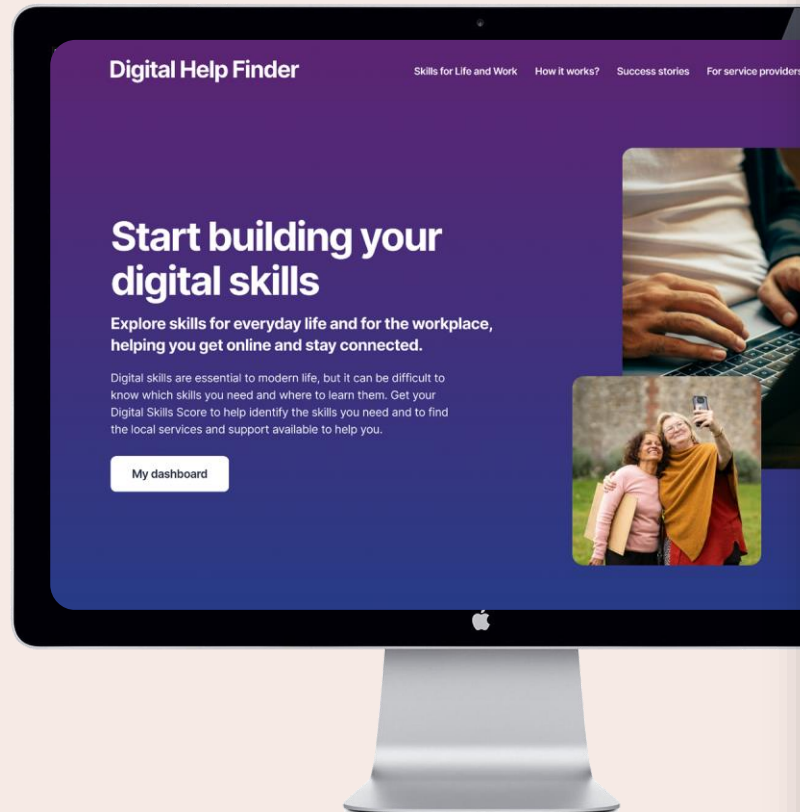 Digital Help Finder
Skills for Life and Work How it works? Success stories For service providers
Start building your
digital skills
Explore skills for everyday life and for the workplace,
helping you get online and stay connected.
Digital skills are essential to modern life, but it can be difficult to
know which skills you need and where to learn them. Get your
Digital Skills Score to help identify the skills you need and to find
the local services and support available to help you.
My dashboard